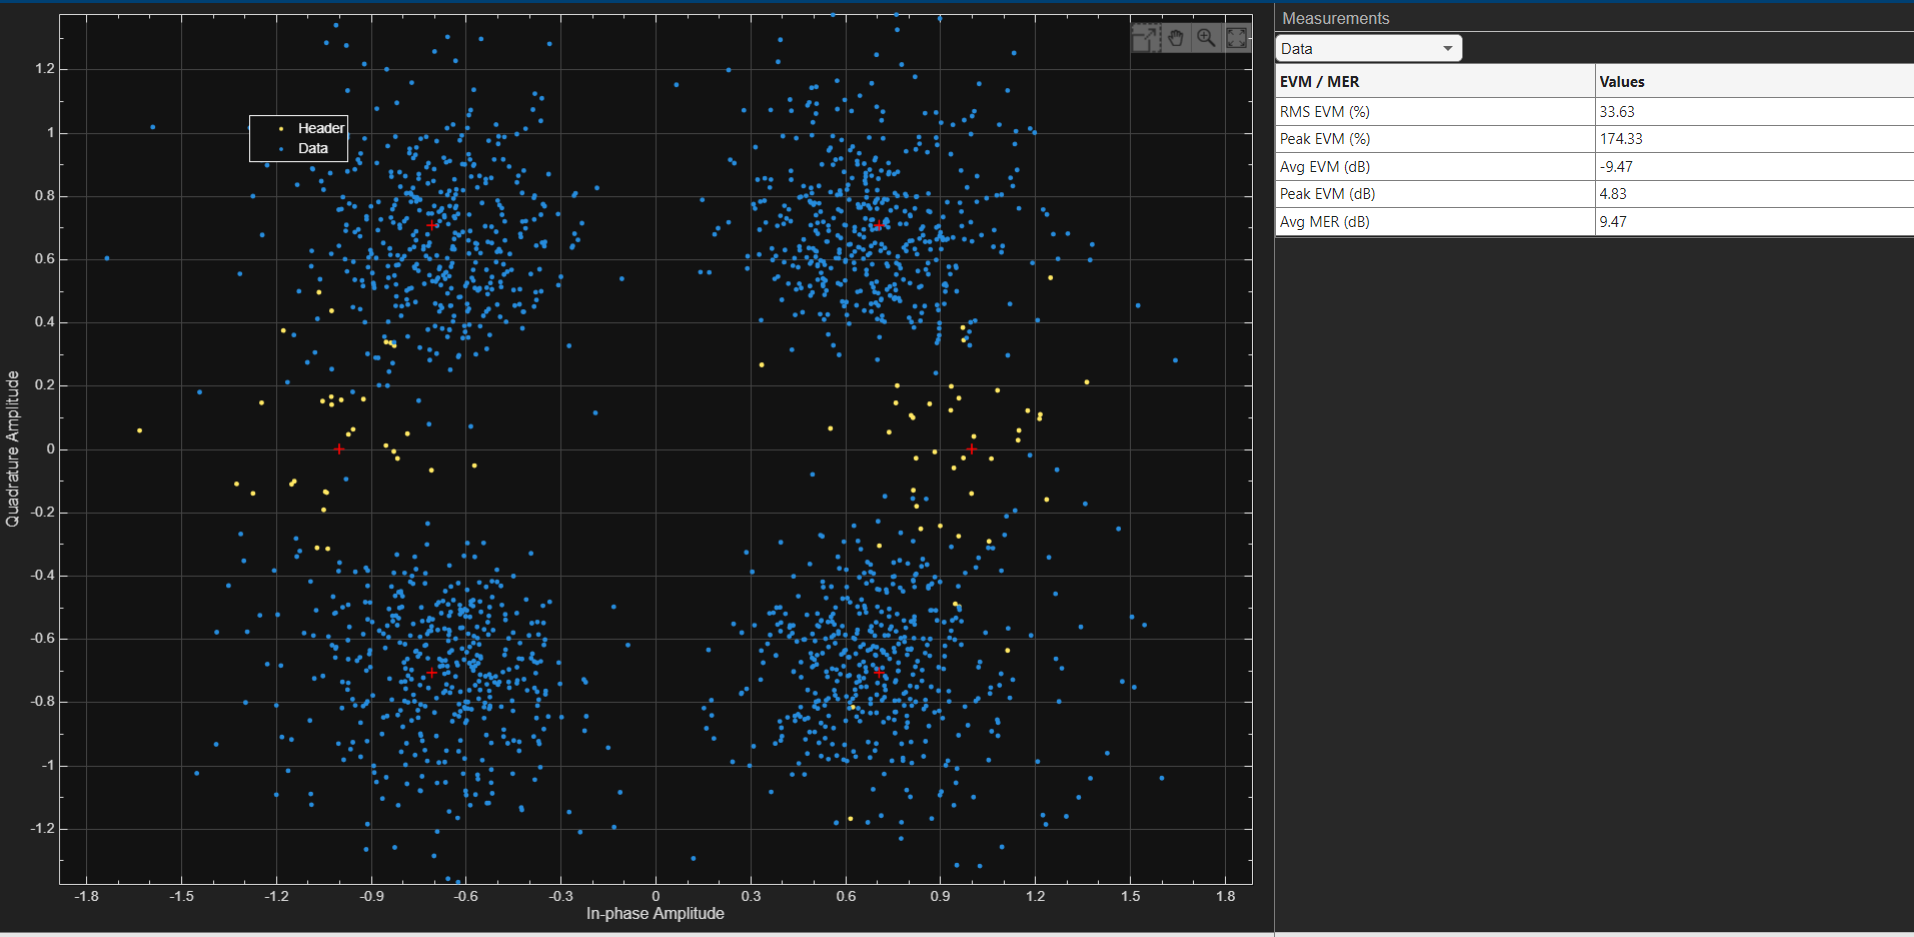 Measurements
Data
EVM / MER Values
RMS EVM (%) 33.63
Peak EVM (%) 174.33
Avg EVM (dB) -9.47
Peak EVM (dB) 4.83
Avg MER (dB) 9.47
Header
Data
Quadrature Amplitude
1.2
1
0.8
0.6
0.4
0.2
0
-0.2
-0.4
-0.6
-0.8
-1
-1.2
-1.8 -1.5 -1.2 -0.9 -0.6 -0.3 0 0.3 0.6 0.9 1.2 1.5 1.8
In-phase Amplitude